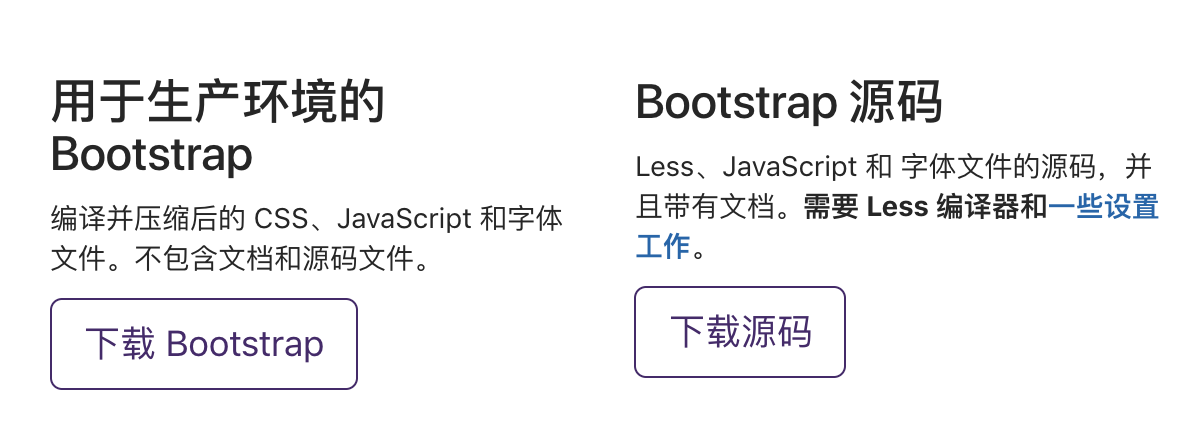 用于生产环境的
Bootstrap
编译并压缩后的 CSS、JavaScript 和字体
文件。不包含文档和源码文件。
下载 Bootstrap
Bootstrap 源码
Less、JavaScript 和 字体文件的源码，并
且带有文档。需要 Less 编译器和一些设置
工作。
下载源码